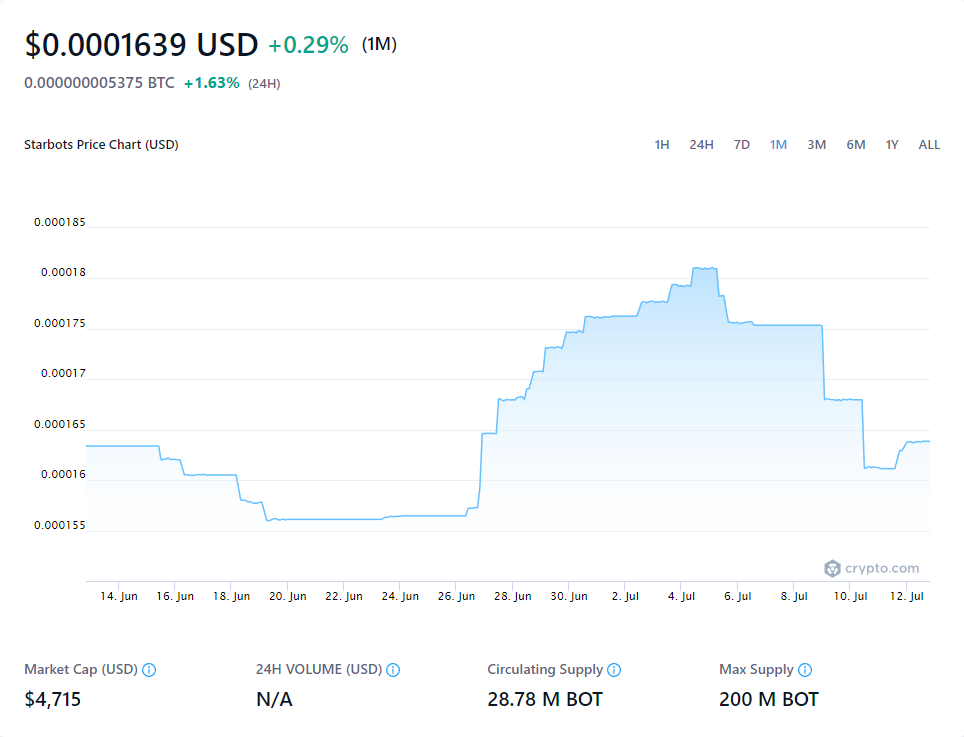 $0.0001639 USD +0.29% (1M)
0.000000005375 BTC +1.63% (24H)
Starbots Price Chart (USD) 1H 24H 7D 1M 3M 6M 1Y ALL
0.000185
0.00018
0.000175
0.00017
0.000165
0.00016
0.000155
crypto.com
14. Jun 16. Jun 18. Jun 20. Jun 22. Jun 24. Jun 26. Jun 28. Jun 30. Jun 2. Jul 4. Jul 6. Jul 8. Jul 10. Jul 12. Jul
Market Cap (USD) 24H VOLUME (USD) Circulating Supply Max Supply
$4,715 N/A 28.78 M BOT 200 M BOT